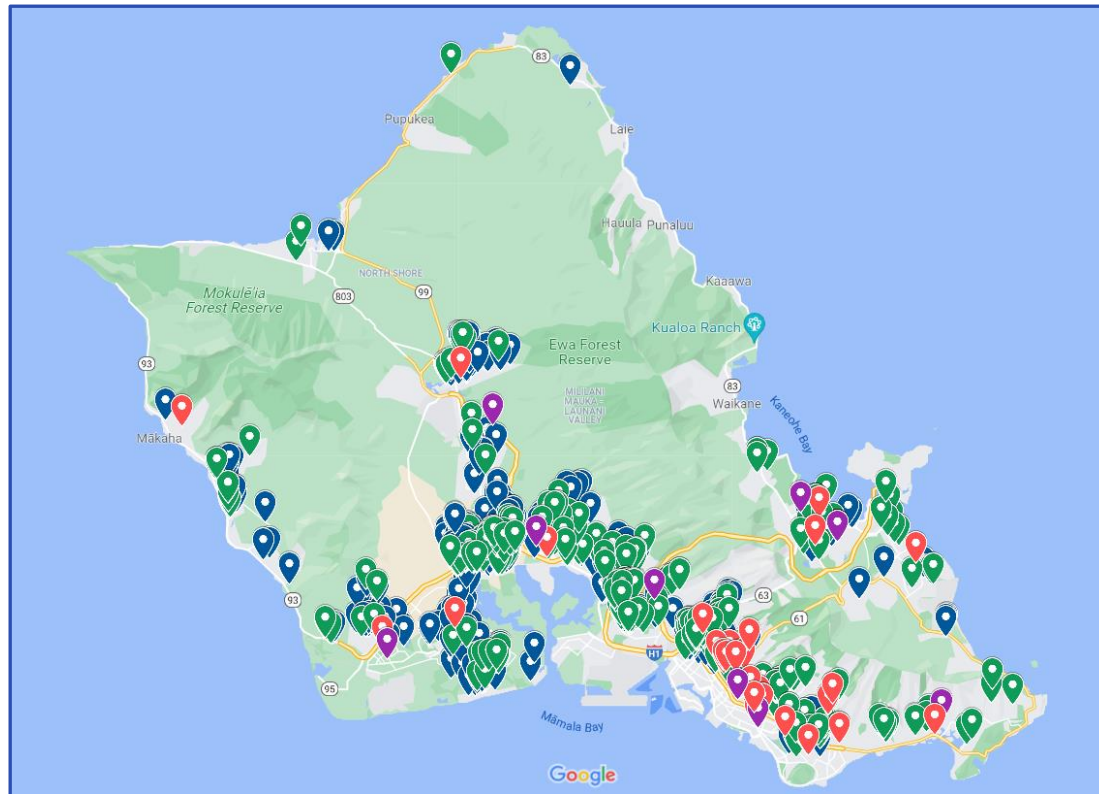 83
Pupukea
Laie
Hauula
Punaluu
NORTH SHORE
Kaaawa
Mokulē'ia
Forest Reserve
803
99
Kualoa Ranch
Ewa Forest
Reserve
93
83
MILILANI
MAUKA -
LAUNANI
VALLEY
Waikane
Kaneohe Bay
Mākaha
93
63
61
H1
95
Māmala Bay
Google